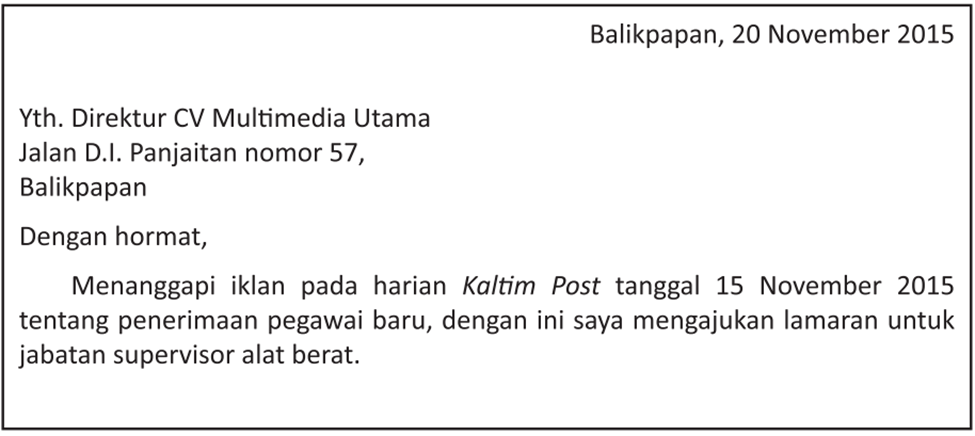 Balikpapan, 20 November 2015
Yth. Direktur CV Multimedia Utama
Jalan D.I. Panjaitan nomor 57,
Balikpapan
Dengan hormat,
Menanggapi iklan pada harian Kaltim Post tanggal 15 November 2015
tentang penerimaan pegawai baru, dengan ini saya mengajukan lamaran untuk
jabatan supervisor alat berat.